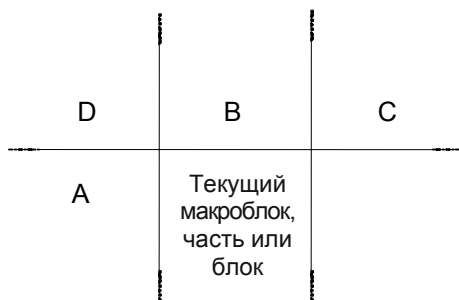 D
B
C
A
Текущий
макроблок,
часть или
блок